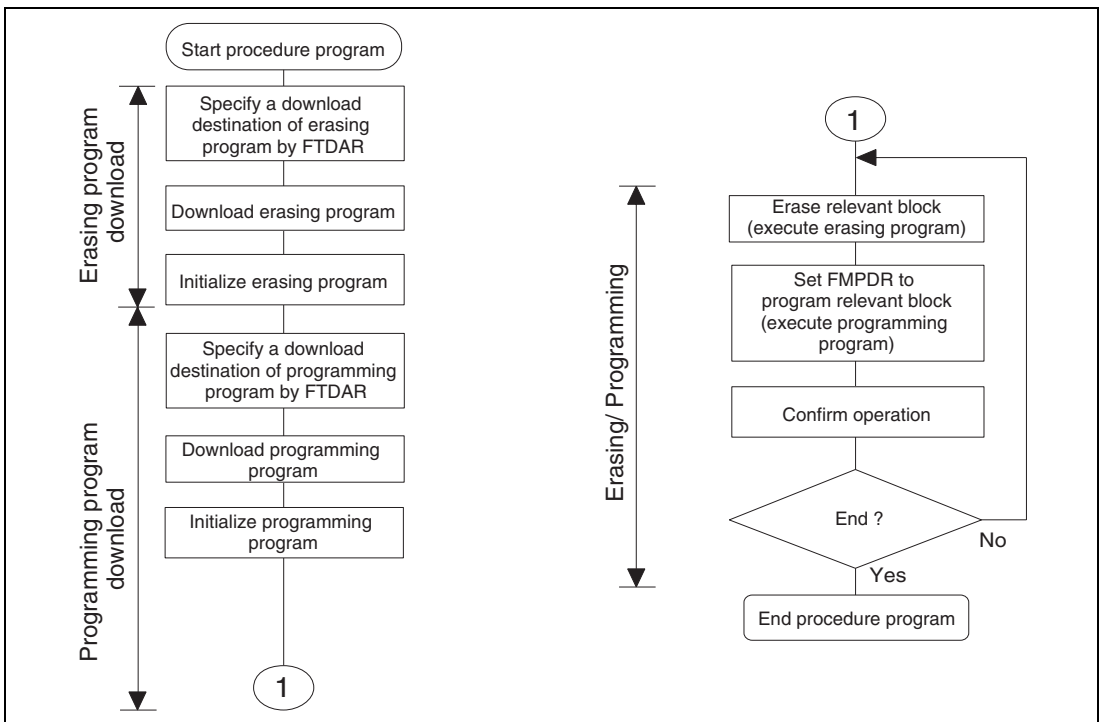 Start procedure program
Erasing program
download
Specify a download
destination of erasing
program by FTDAR
Download erasing program
Initialize erasing program
Programming program
download
Specify a download
destination of programming
program by FTDAR
Download programming
program
Initialize programming
program
1
1
Erasing/ Programming
Erase relevant block
(execute erasing program)
Set FMPDR to
program relevant block
(execute programming
program)
Confirm operation
End ?
No
Yes
End procedure program